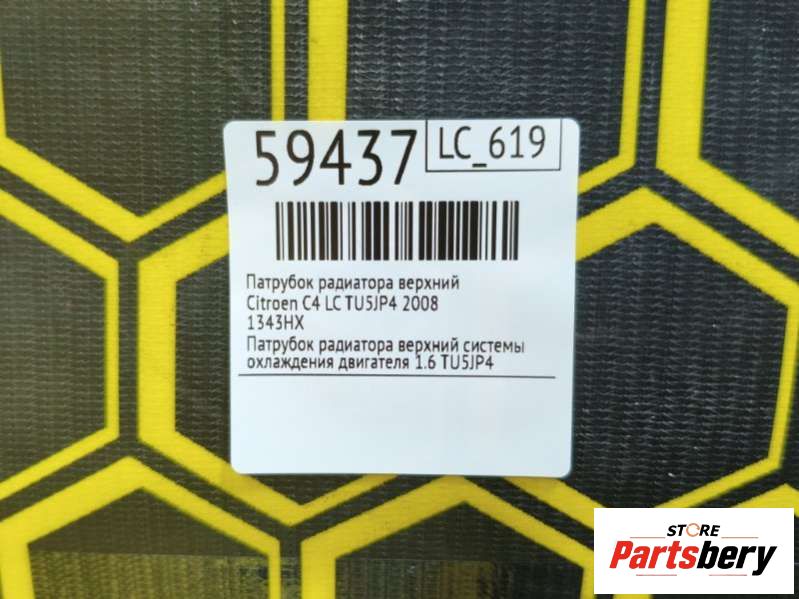 59437 LC_619
Патрубок радиатора верхний
Citroen C4 LC TU5JP4 2008
1343HX
Патрубок радиатора верхний системы
охлаждения двигателя 1.6 TU5JP4
STORE
Partsbery